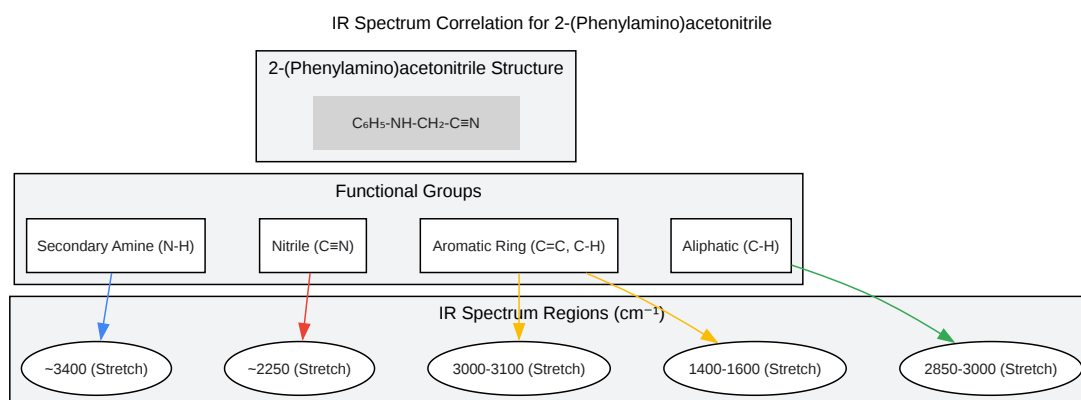 IR Spectrum Correlation for 2-(Phenylamino)acetonitrile
2-(Phenylamino)acetonitrile Structure
C₆H₅-NH-CH₂-C≡N
Functional Groups
Secondary Amine (N-H)
Nitrile (C≡N)
Aromatic Ring (C=C, C-H)
Aliphatic (C-H)
IR Spectrum Regions (cm⁻¹)
~3400 (Stretch)
~2250 (Stretch)
3000-3100 (Stretch)
1400-1600 (Stretch)
2850-3000 (Stretch)